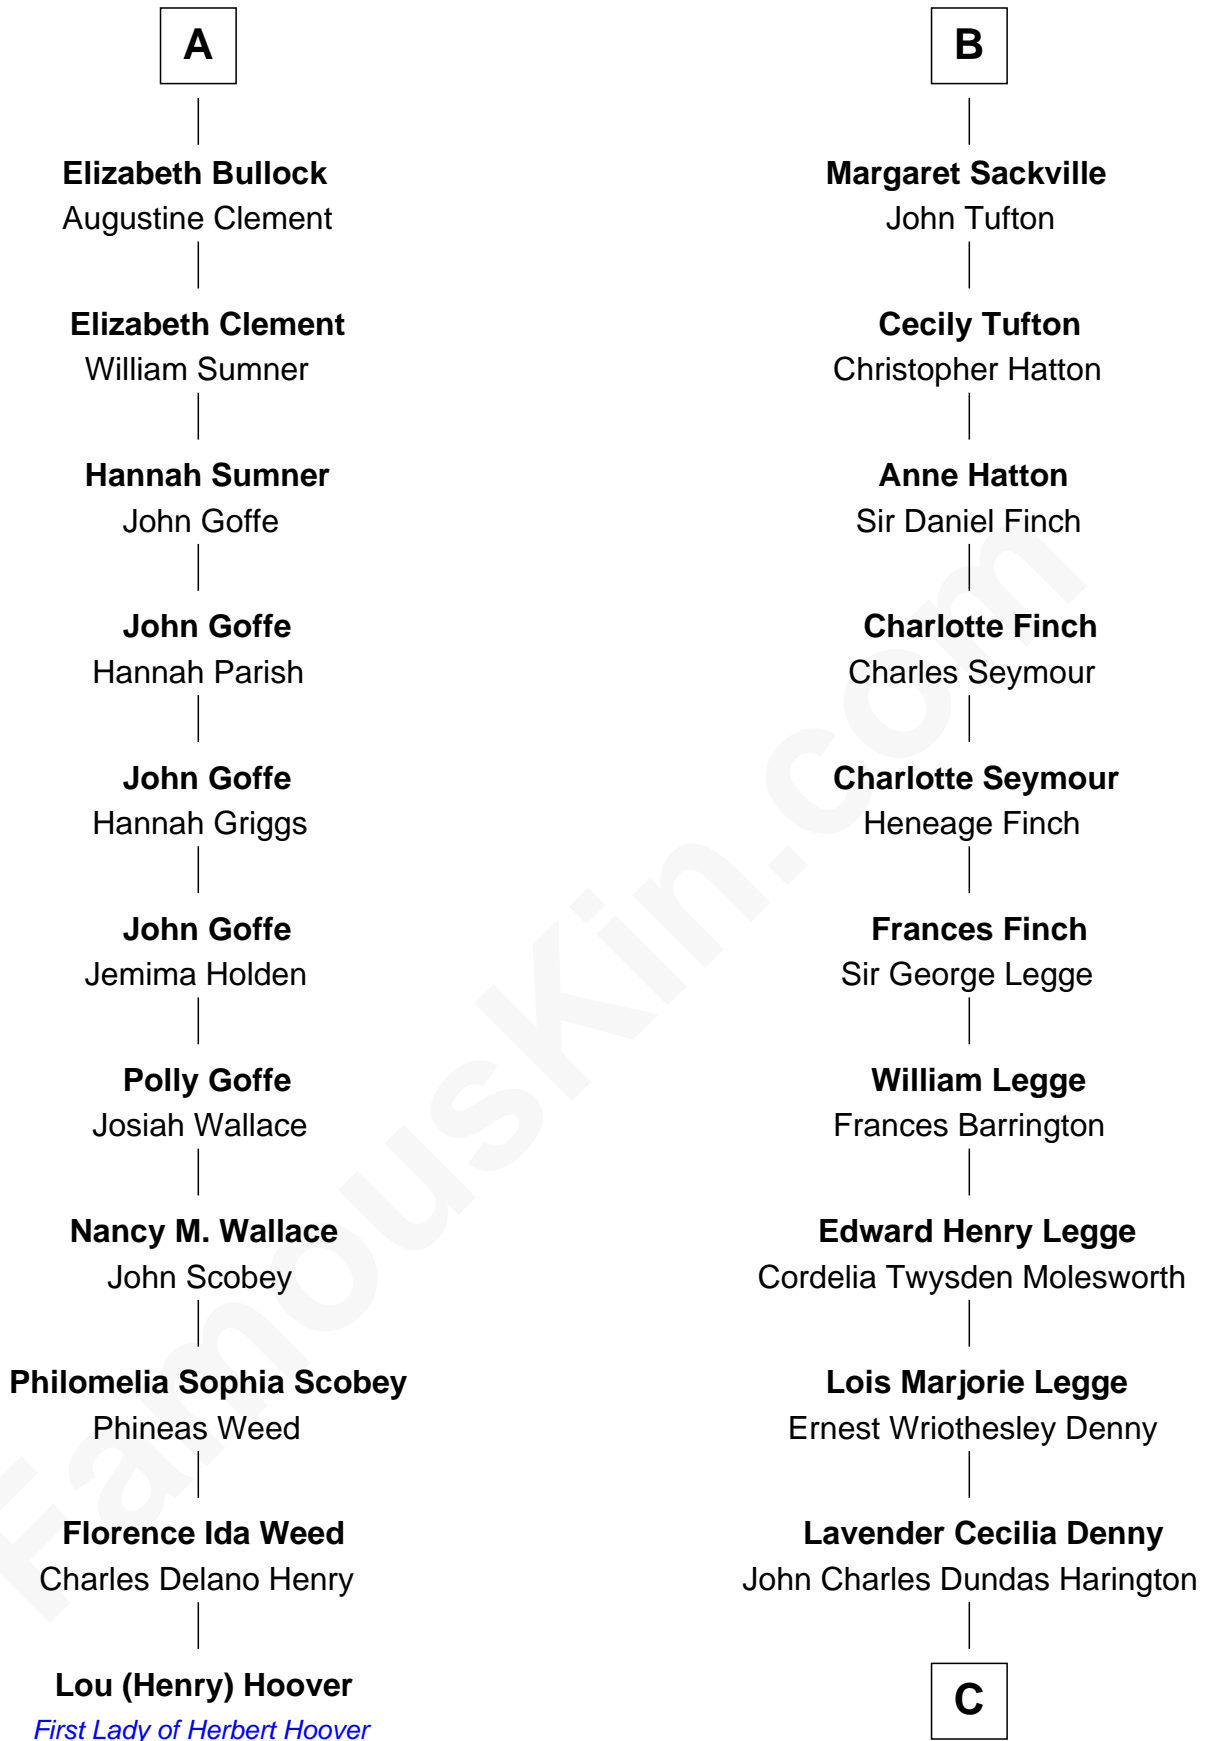 A
Elizabeth Bullock
Augustine Clement
Elizabeth Clement
William Sumner
Hannah Sumner
John Goffe
John Goffe
Hannah Parish
John Goffe
Hannah Griggs
John Goffe
Jemima Holden
Polly Goffe
Josiah Wallace
Nancy M. Wallace
John Scobey
Philomelia Sophia Scobey
Phineas Weed
Florence Ida Weed
Charles Delano Henry
Lou (Henry) Hoover
First Lady of Herbert Hoover
B
Margaret Sackville
John Tufton
Cecily Tufton
Christopher Hatton
Anne Hatton
Sir Daniel Finch
Charlotte Finch
Charles Seymour
Charlotte Seymour
Heneage Finch
Frances Finch
Sir George Legge
William Legge
Frances Barrington
Edward Henry Legge
Cordelia Twysden Molesworth
Lois Marjorie Legge
Ernest Wriothesley Denny
Lavender Cecilia Denny
John Charles Dundas Harington
C
FamousKin.com